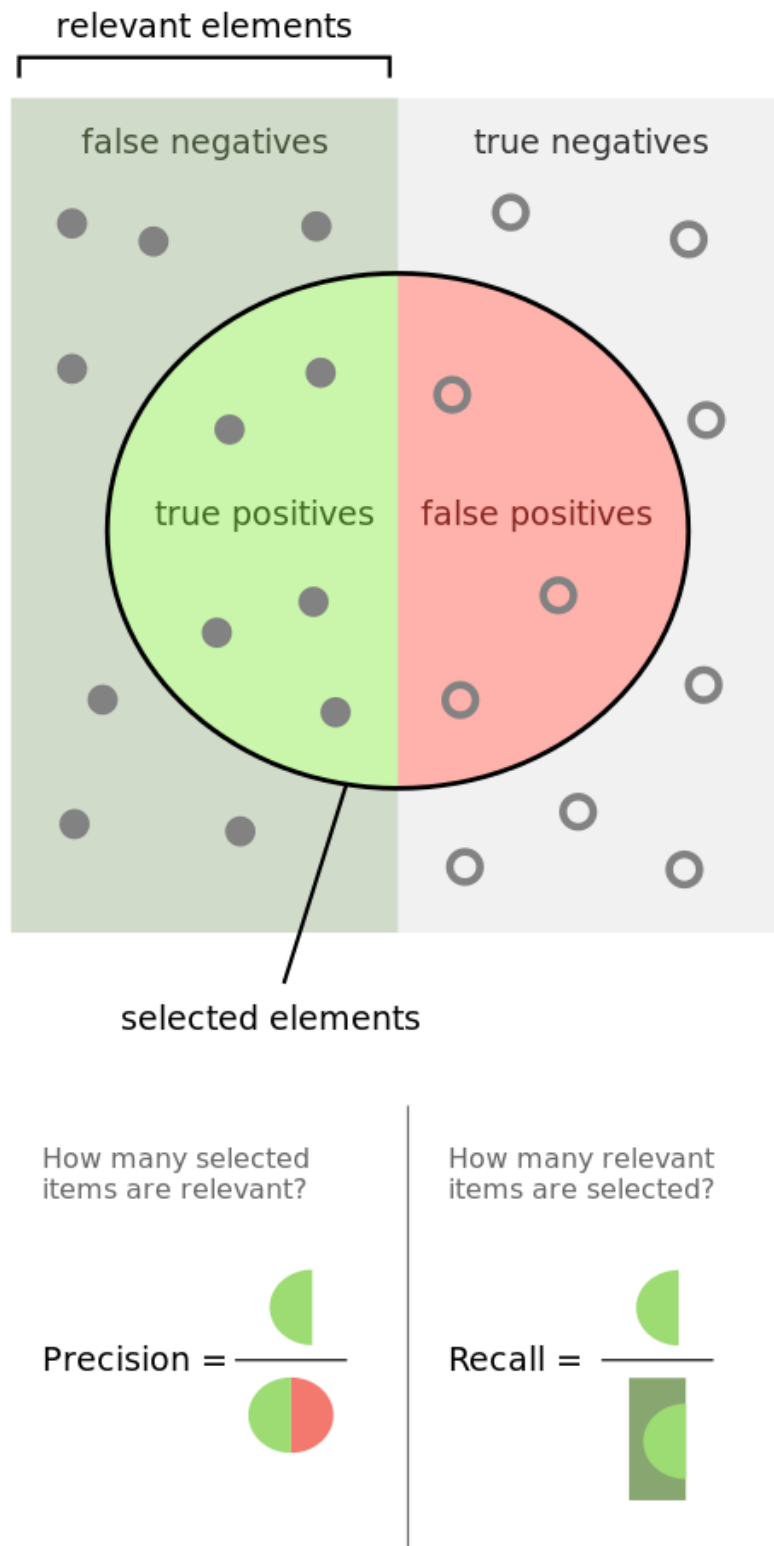 relevant elements
false negatives
true negatives
true positives
false positives
selected elements
How many selected
items are relevant?
How many relevant
items are selected?
Precision =
Recall =